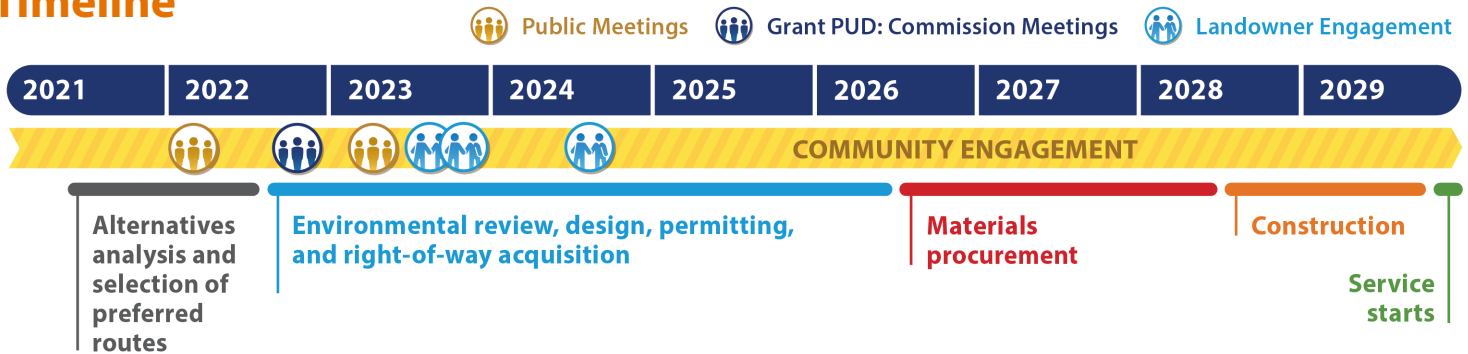 Timeline
Public Meetings
Grant PUD: Commission Meetings
Landowner Engagement
2021 2022 2023 2024 2025 2026 2027 2028 2029
COMMUNITY ENGAGEMENT
Alternatives
analysis and
selection of
preferred
routes
Environmental review, design, permitting,
and right-of-way acquisition
Materials
procurement
Construction
Service
starts